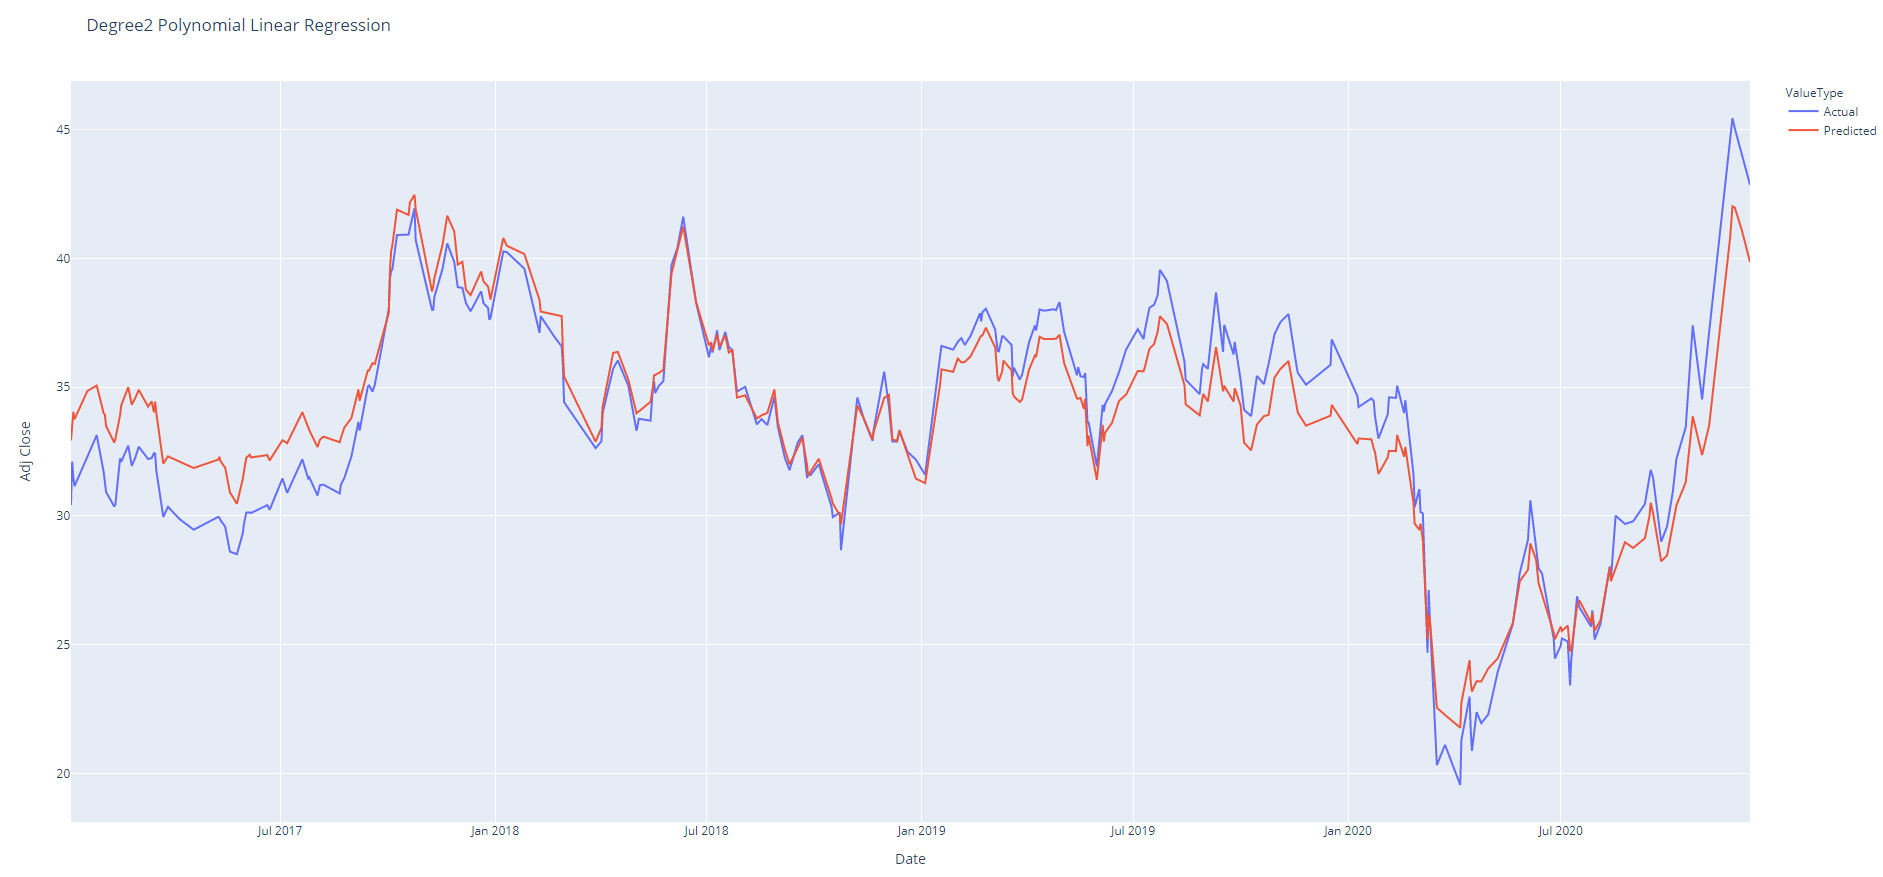 Degree2 Polynomial Linear Regression
ValueType
Actual
Predicted
45
40
35
30
25
20
Adj Close
Jul 2017
Jan 2018
Jul 2018
Jan 2019
Jul 2019
Jan 2020
Jul 2020
Date